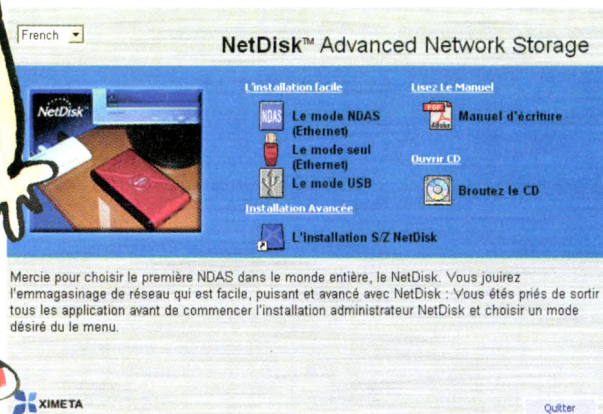 French
NetDisk™ Advanced Network Storage
NetDisk
L'installation facile
NDAS
Le mode NDAS
(Ethernet)
Le mode seul
(Ethernet)
Le mode USB
Installation Avancée
L'installation S/Z NetDisk
Lisez Le Manuel
PDF
Adobe
Manuel d'écriture
Ouvrir CD
Broutez le CD
Mercie pour choisir le première NDAS dans le monde entière, le NetDisk. Vous jouirez
l'emmagasinage de réseau qui est facile, puisant et avancé avec NetDisk : Vous étés priés de sortir
tous les application avant de commencer l'installation administrateur NetDisk et choisir un mode
désiré du le menu.
XIMETA
Quitter